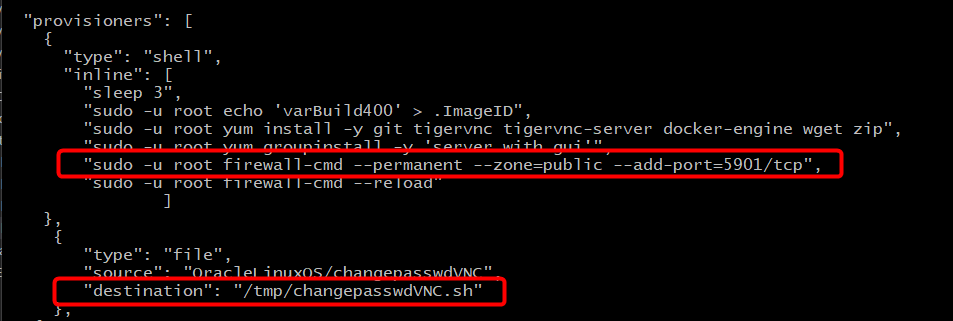 "provisioners": [
{
"type": "shell",
"inline": [
"sleep 3",
"sudo -u root echo 'varBuild400' > .ImageID",
"sudo -u root yum install -y git tigervnc tigervnc-server docker-engine wget zip",
"sudo -u root yum groupinstall -y 'server with gui'",
"sudo -u root firewall-cmd --permanent --zone=public --add-port=5901/tcp",
"sudo -u root firewall-cmd --reload"
]
},
{
"type": "file",
"source": "OracleLinuxOS/changepasswdVNC",
"destination": "/tmp/changepasswdVNC.sh"
},